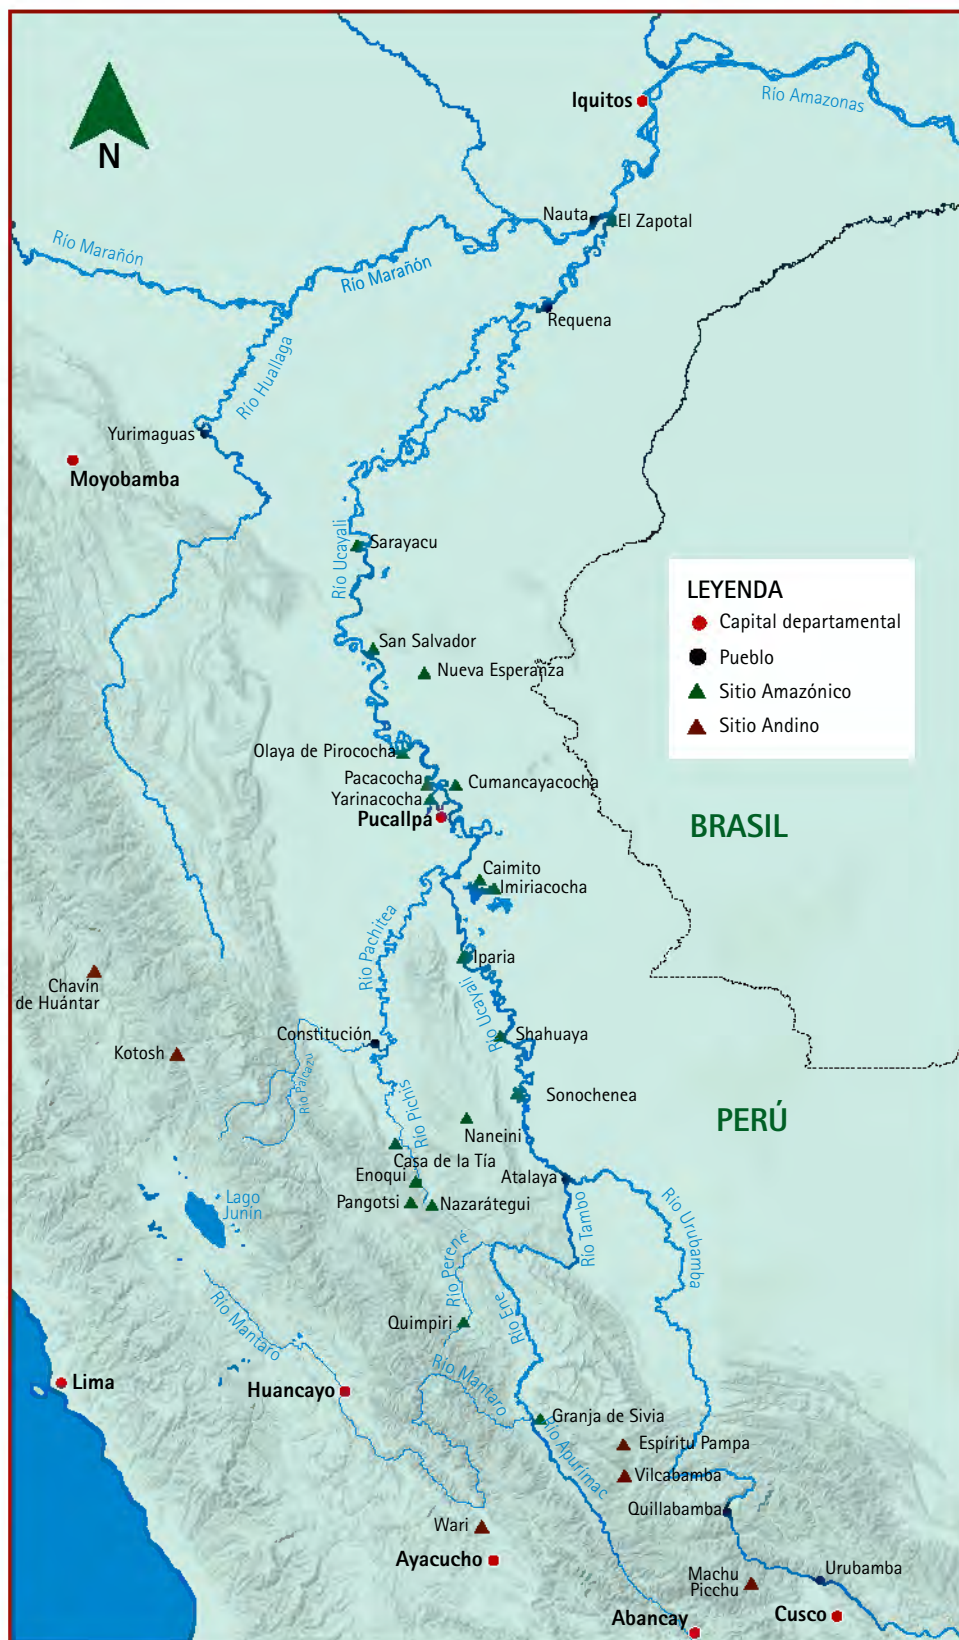 Iquitos
Río Amazonas
N
Nauta
El Zapotal
Río Marañón
Río Marañón
Requena
Río Huallaga
Yurimaguas
Moyobamba
Río Ucayali
Sarayacu
LEYENDA
Capital departamental
Pueblo
Sitio Amazónico
Sitio Andino
San Salvador
Nueva Esperanza
Olaya de Pirococha
Pacacocha
Cumancayacocha
Yarinacocha
Pucallpa
BRASIL
Caimito
Imiriacocha
Río Pachitea
Iparia
Chavín
de Huántar
Río Ucayali
Constitución
Shahuaya
Kotosh
Río Palcazu
Río Pichis
Sonochenea
PERÚ
Naneini
Casa de la Tía
Enoqui
Atalaya
Pangotsi
Nazarátegui
Lago
Junín
Río Tambo
Río Urubamba
Río Perené
Río Ene
Río Mantaro
Quimpiri
Lima
Huancayo
Río Mantaro
Granja de Sivia
Río Apurímac
Espíritu Pampa
Vilcabamba
Quillabamba
Wari
Ayacucho
Machu
Picchu
Urubamba
Abancay
Cusco